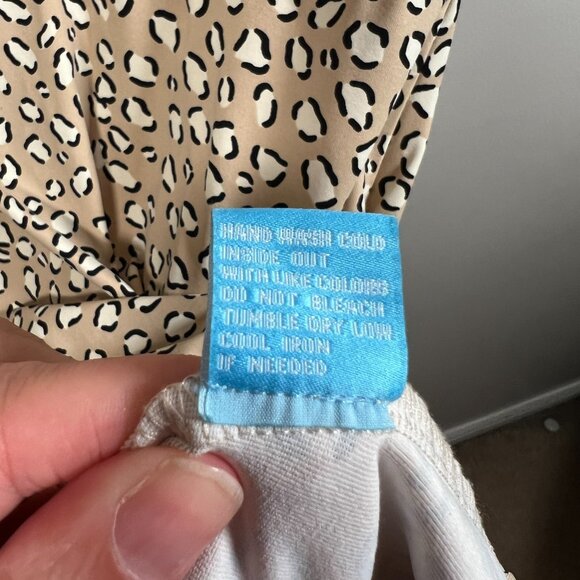 HAND WASH COLD
INSIDE OUT
WITH LIKE COLORS
DO NOT BLEACH
TUMBLE DRY LOW
COOL IRON
IF NEEDED